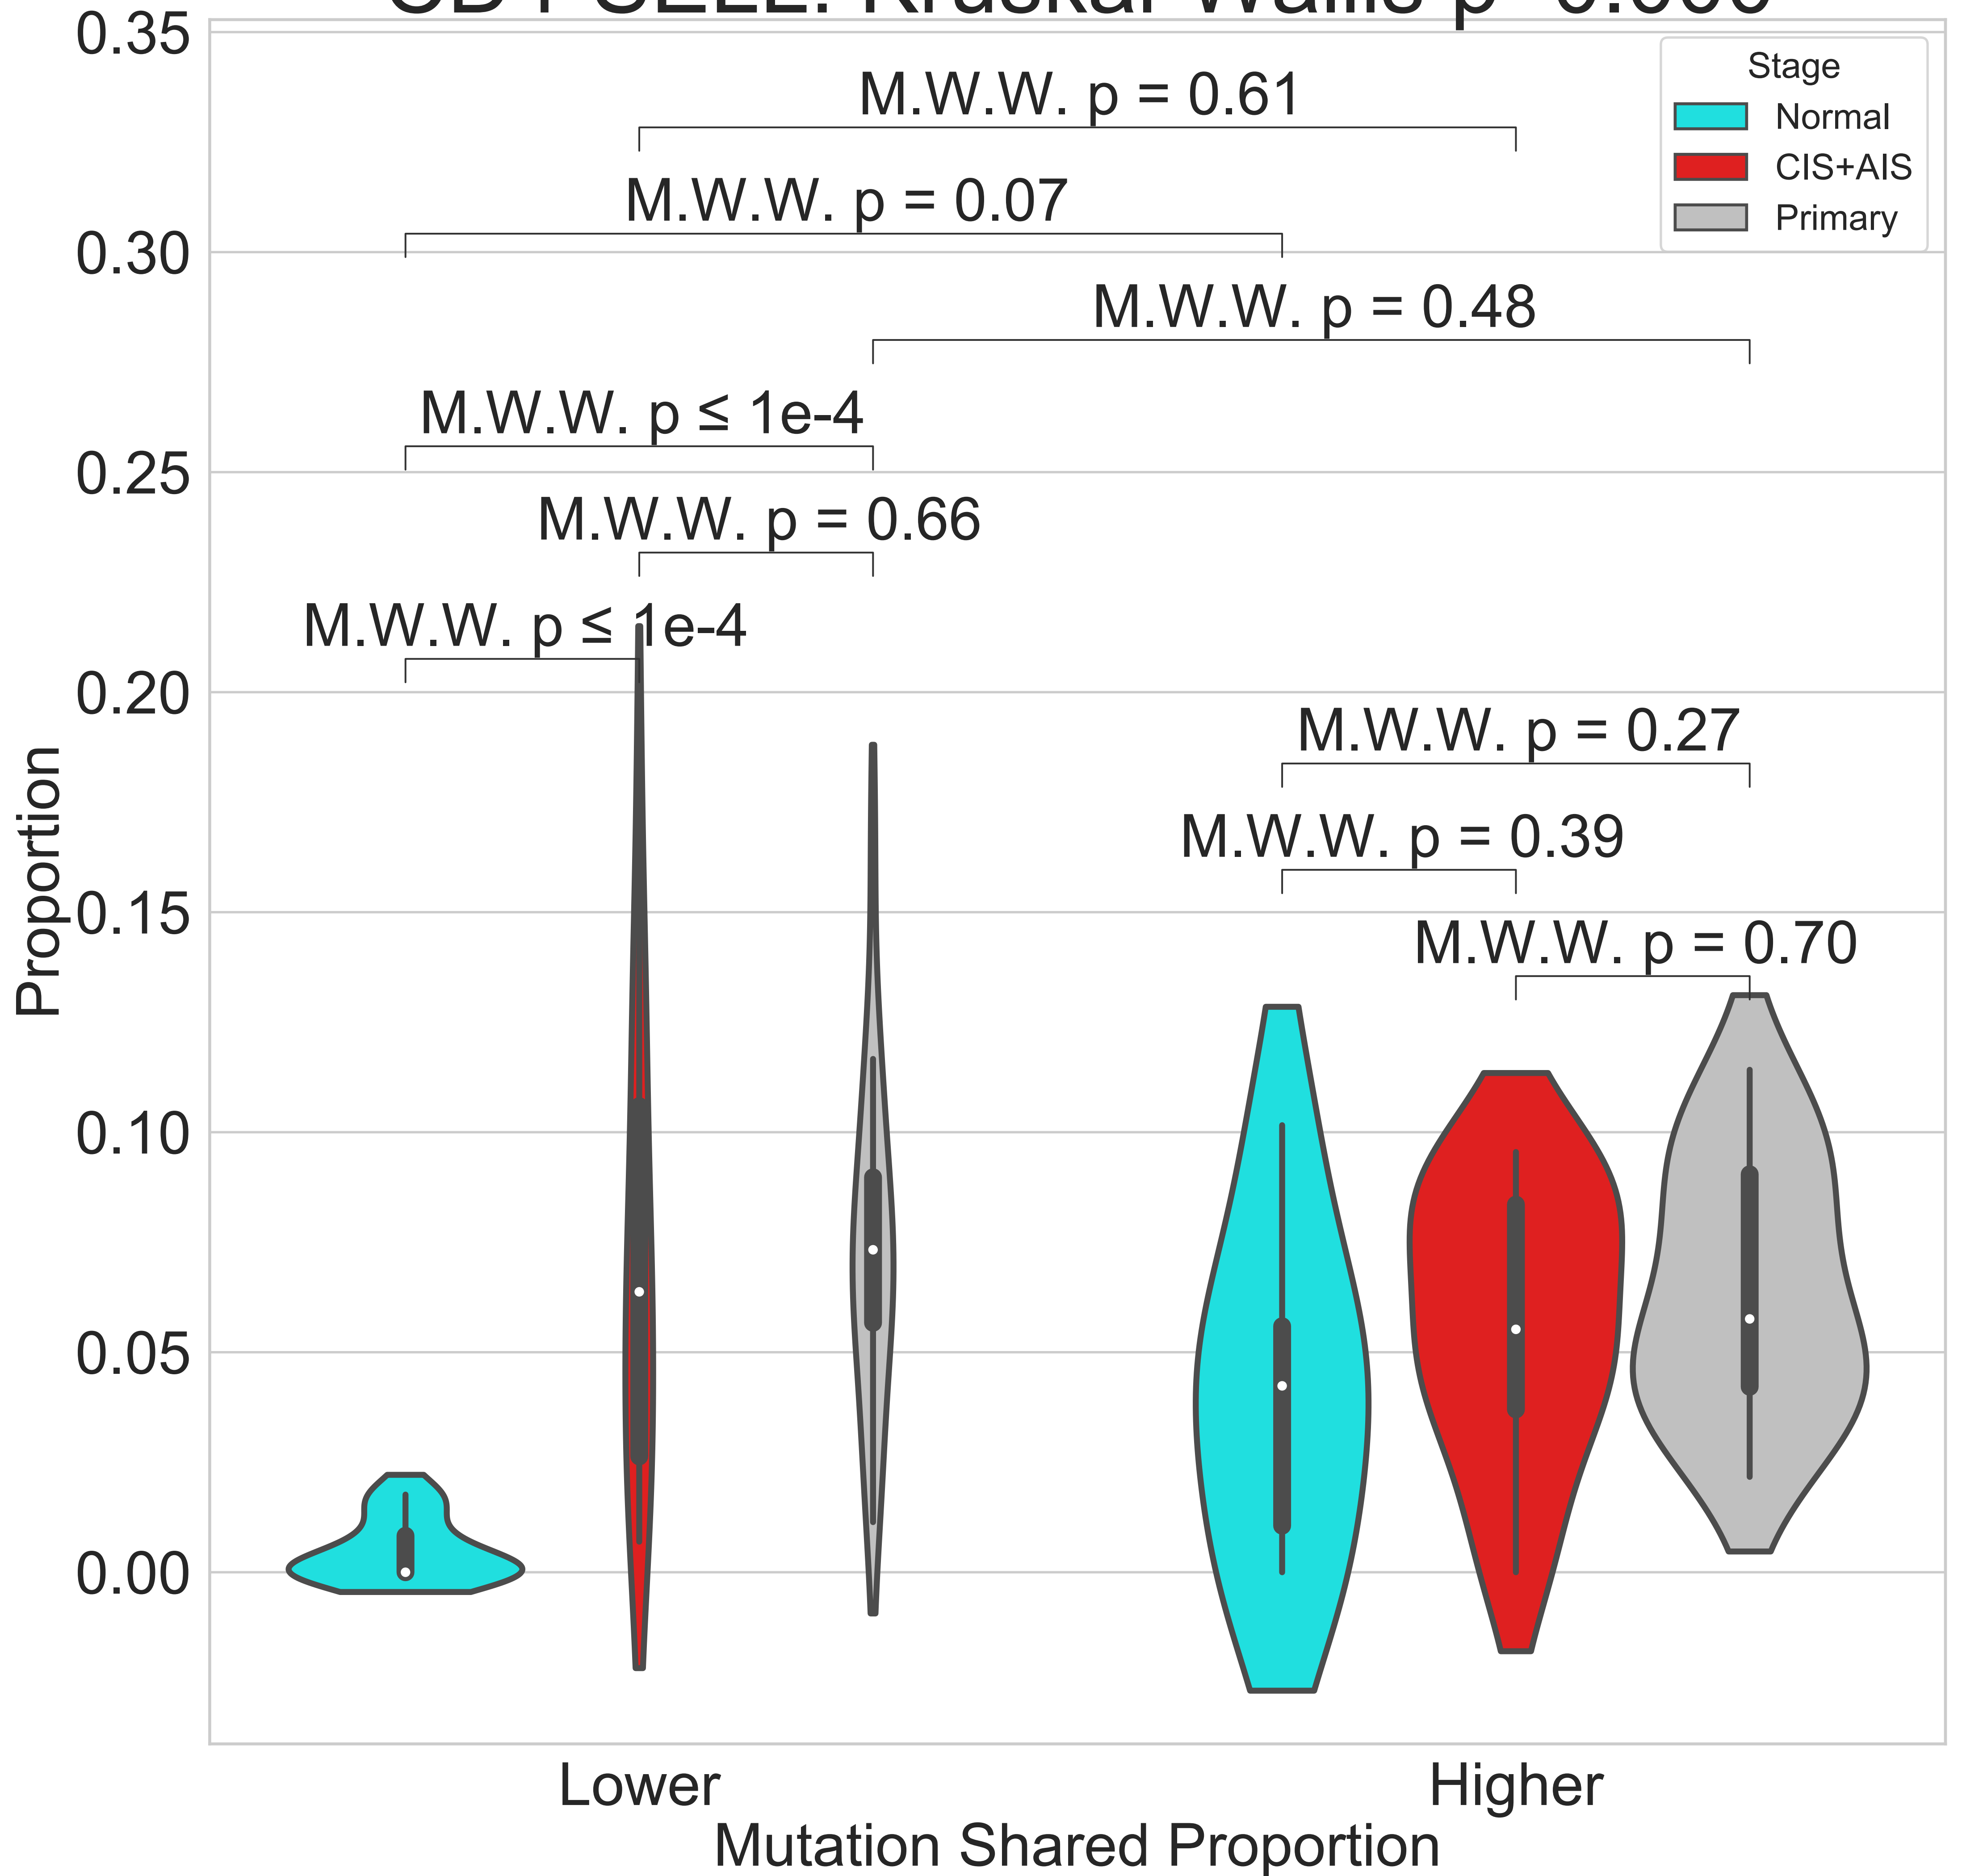 Kruskal-Wallis
0.35
Stage
Normal
CIS+AIS
Primary
M.W.W. p = 0.61
M.W.W. p = 0.07
0.30
M.W.W. p = 0.48
M.W.W. p ≤ 1e-4
0.25
M.W.W. p = 0.66
M.W.W. p ≤ 1e-4
0.20
M.W.W. p = 0.27
M.W.W. p = 0.39
0.15
M.W.W. p = 0.70
0.10
0.05
0.00
Proportion
Lower
Higher
Mutation Shared Proportion